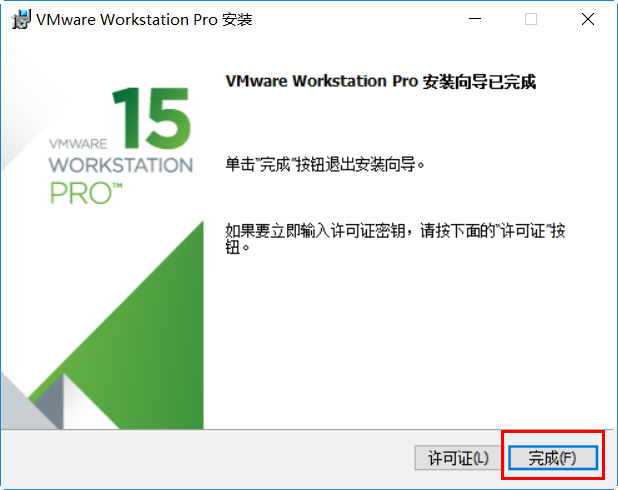 VMware Workstation Pro 安装
VMware Workstation Pro 安装向导已完成
15
VMWARE
WORKSTATION
PRO™
单击"完成"按钮退出安装向导。
如果要立即输入许可证密钥，请按下面的"许可证"按
钮。
许可证(L)
完成(F)